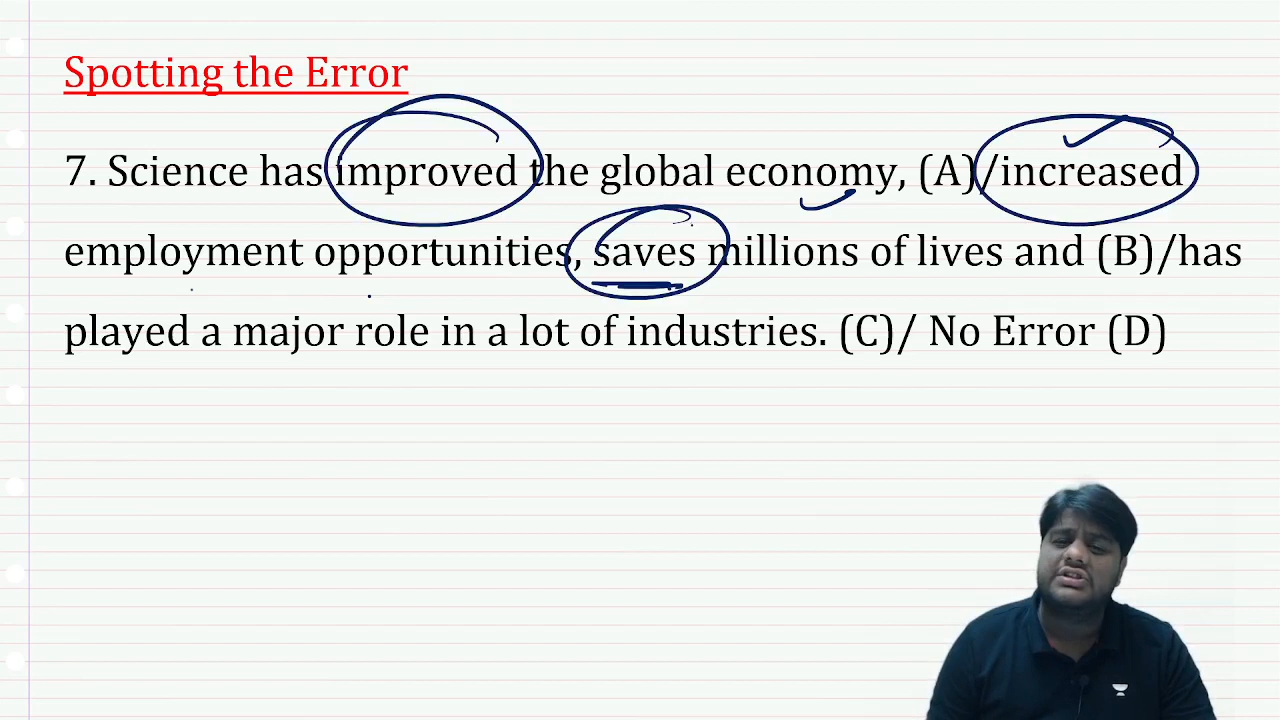 Spotting the Error
7. Science has improved the global economy, (A)/increased
employment opportunities, saves millions of lives and (B)/has
played a major role in a lot of industries. (C)/ No Error (D)